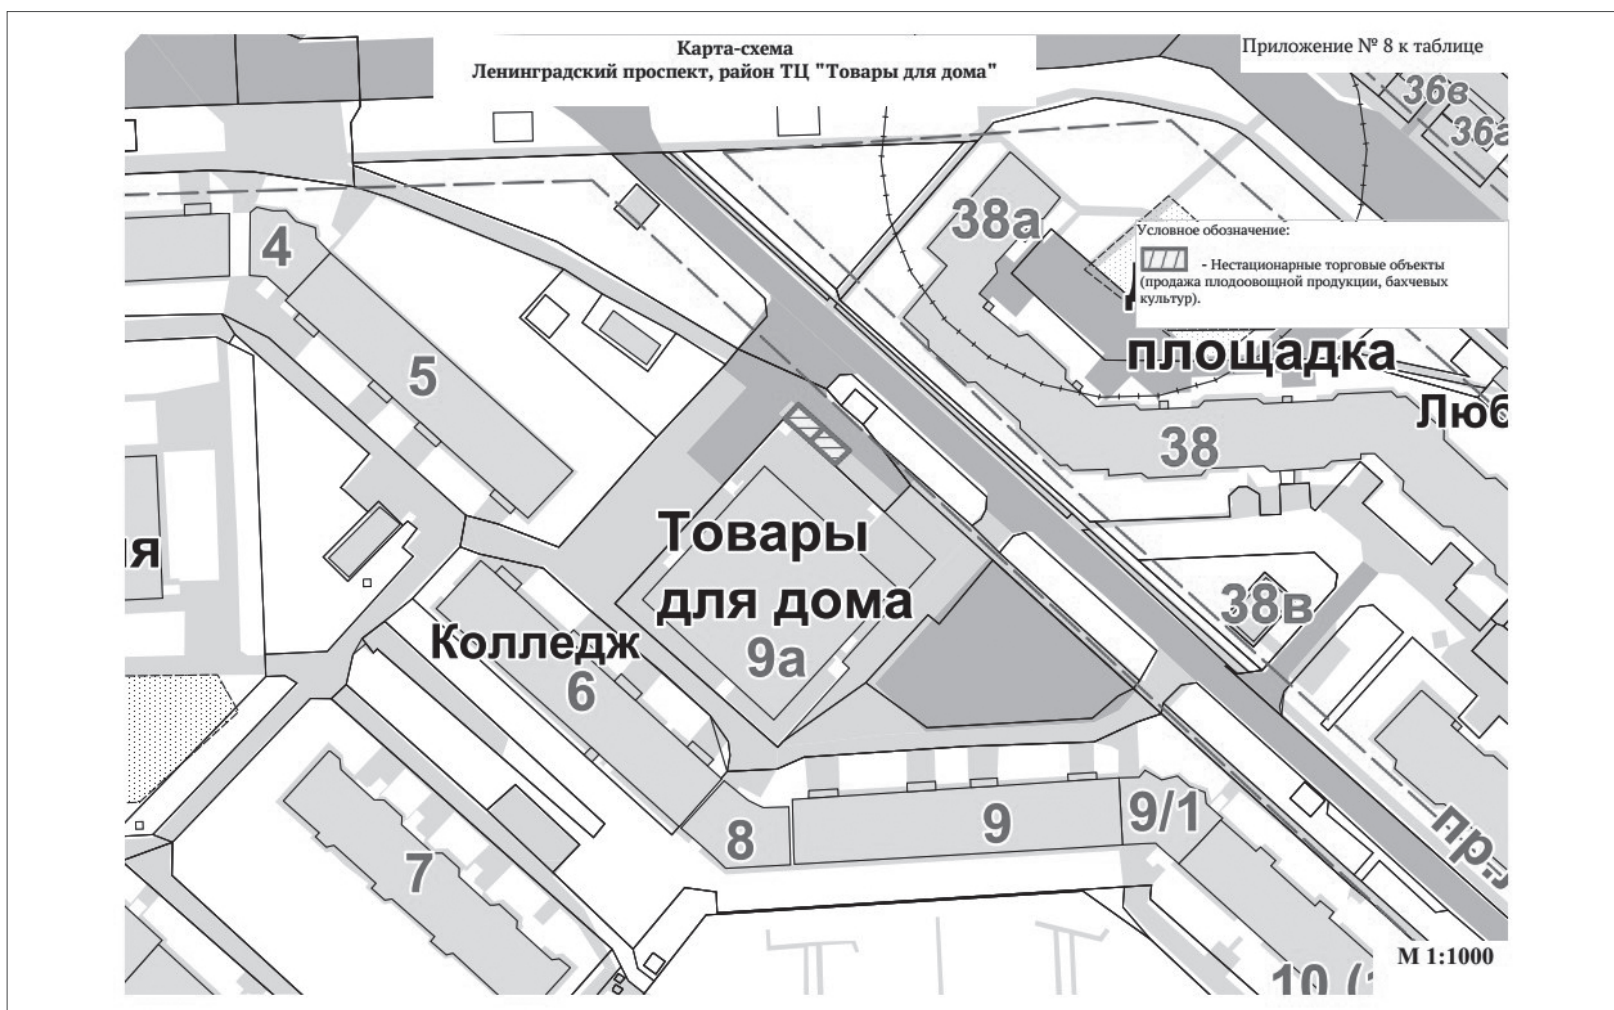 Карта-схема
Ленинградский проспект, район ТЦ "Товары для дома"
Приложение № 8 к таблице
36в
36а
4
38а
Условное обозначение:
- Нестационарные торговые объекты
(продажа плодоовощной продукции, бахчевых
культур).
площадка
5
Люб
38
Товары
для дома
9а
я
38в
Колледж
6
7
8
9
9/1
пр.
М 1:1000
10 (